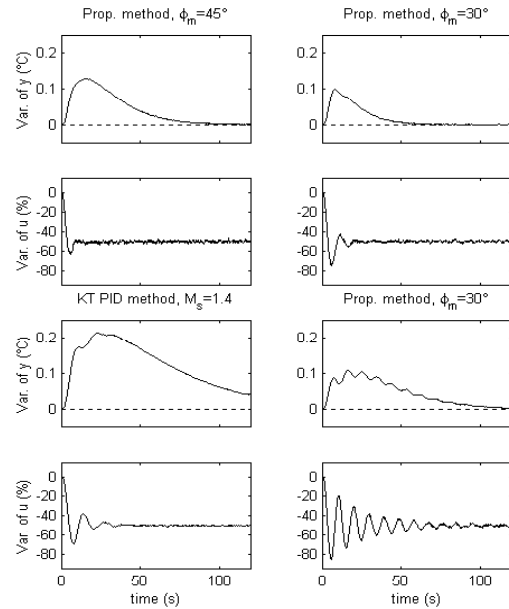 Prop. method, ϕm=45°
Prop. method, ϕm=30°
Var. of y (°C)
0.2
0.1
0
0.2
0.1
0
Var. of u (%)
0
-20
-40
-60
-80
0
-20
-40
-60
-80
KT PID method, Ms=1.4
Prop. method, ϕm=30°
Var. of y (°C)
0.2
0.1
0
0.2
0.1
0
Var. of u (%)
0
-20
-40
-60
-80
0
-20
-40
-60
-80
0 50 100
0 50 100
time (s)
time (s)